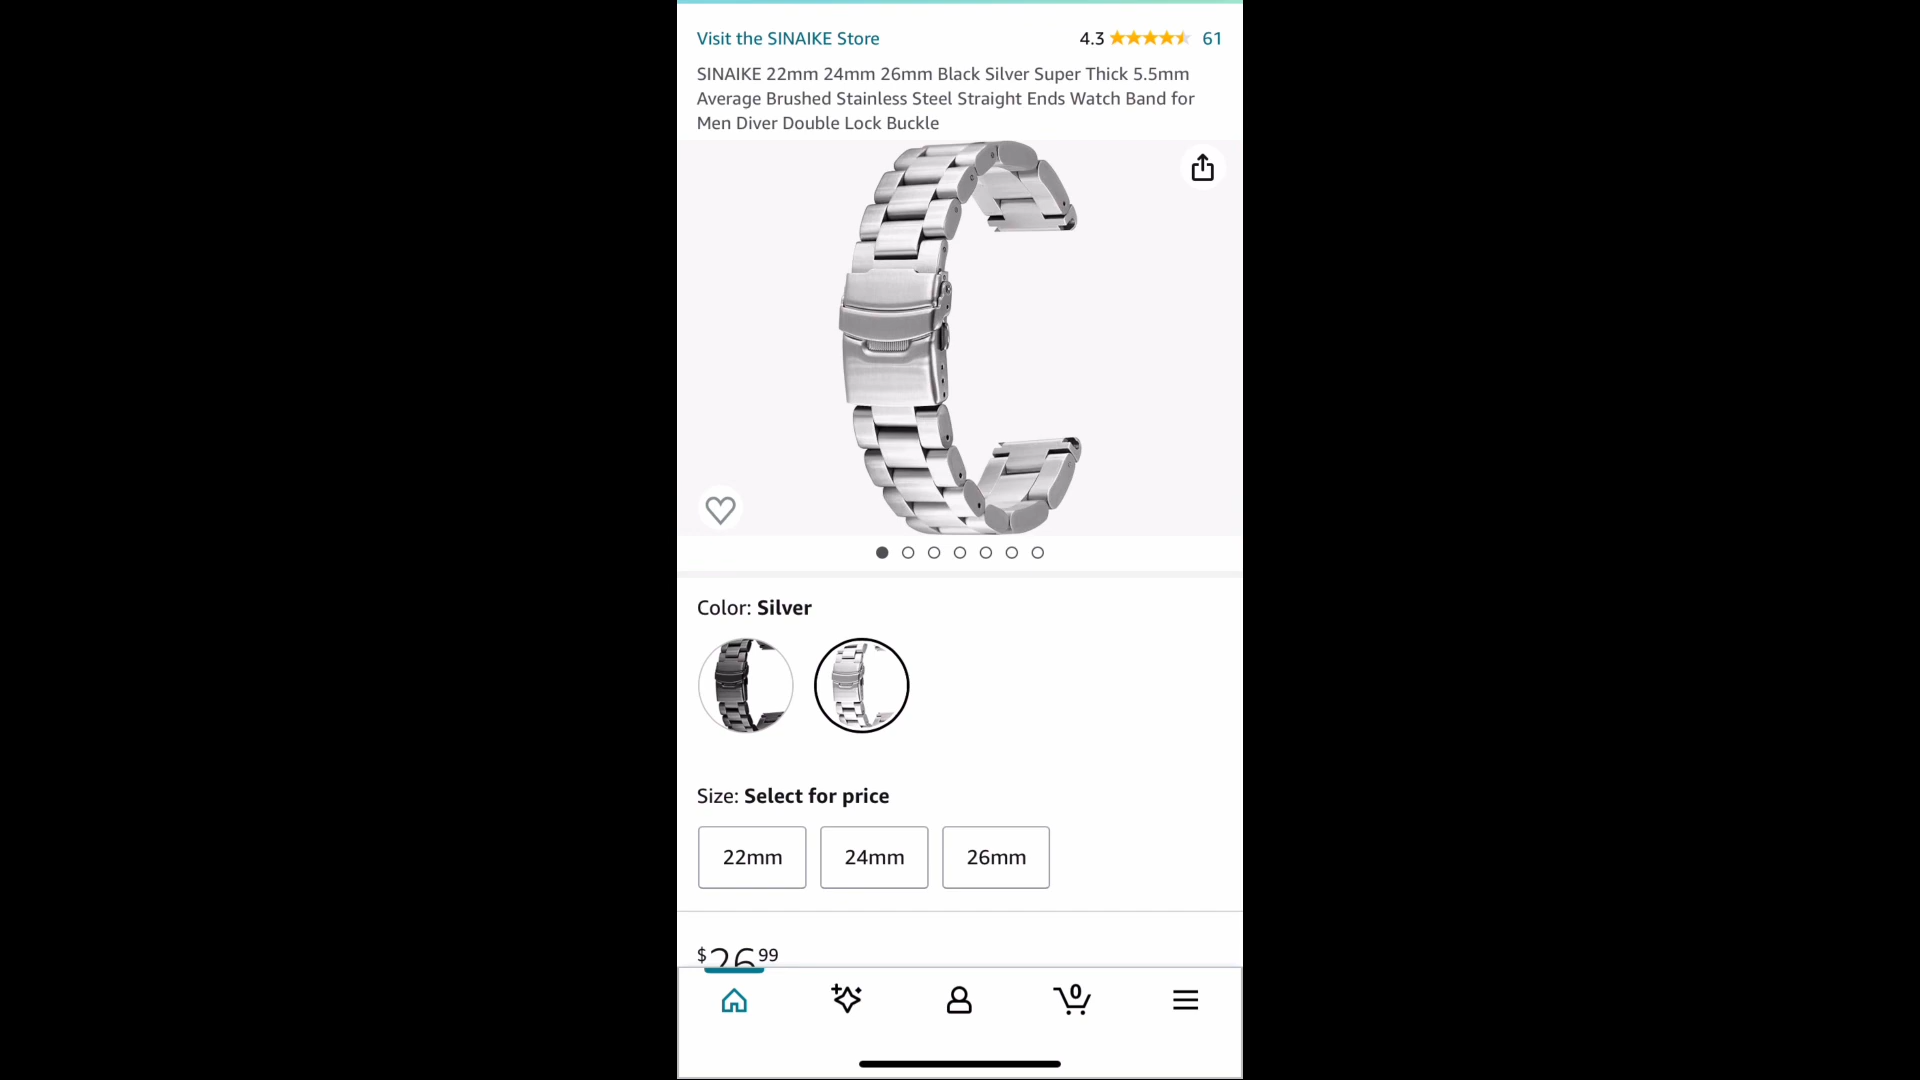 Visit the SINAIKE Store 4.3 61
SINAIKE 22mm 24mm 26mm Black Silver Super Thick 5.5mm
Average Brushed Stainless Steel Straight Ends Watch Band for
Men Diver Double Lock Buckle
Color: Silver
Size: Select for price
22mm 24mm 26mm
$26 99
0